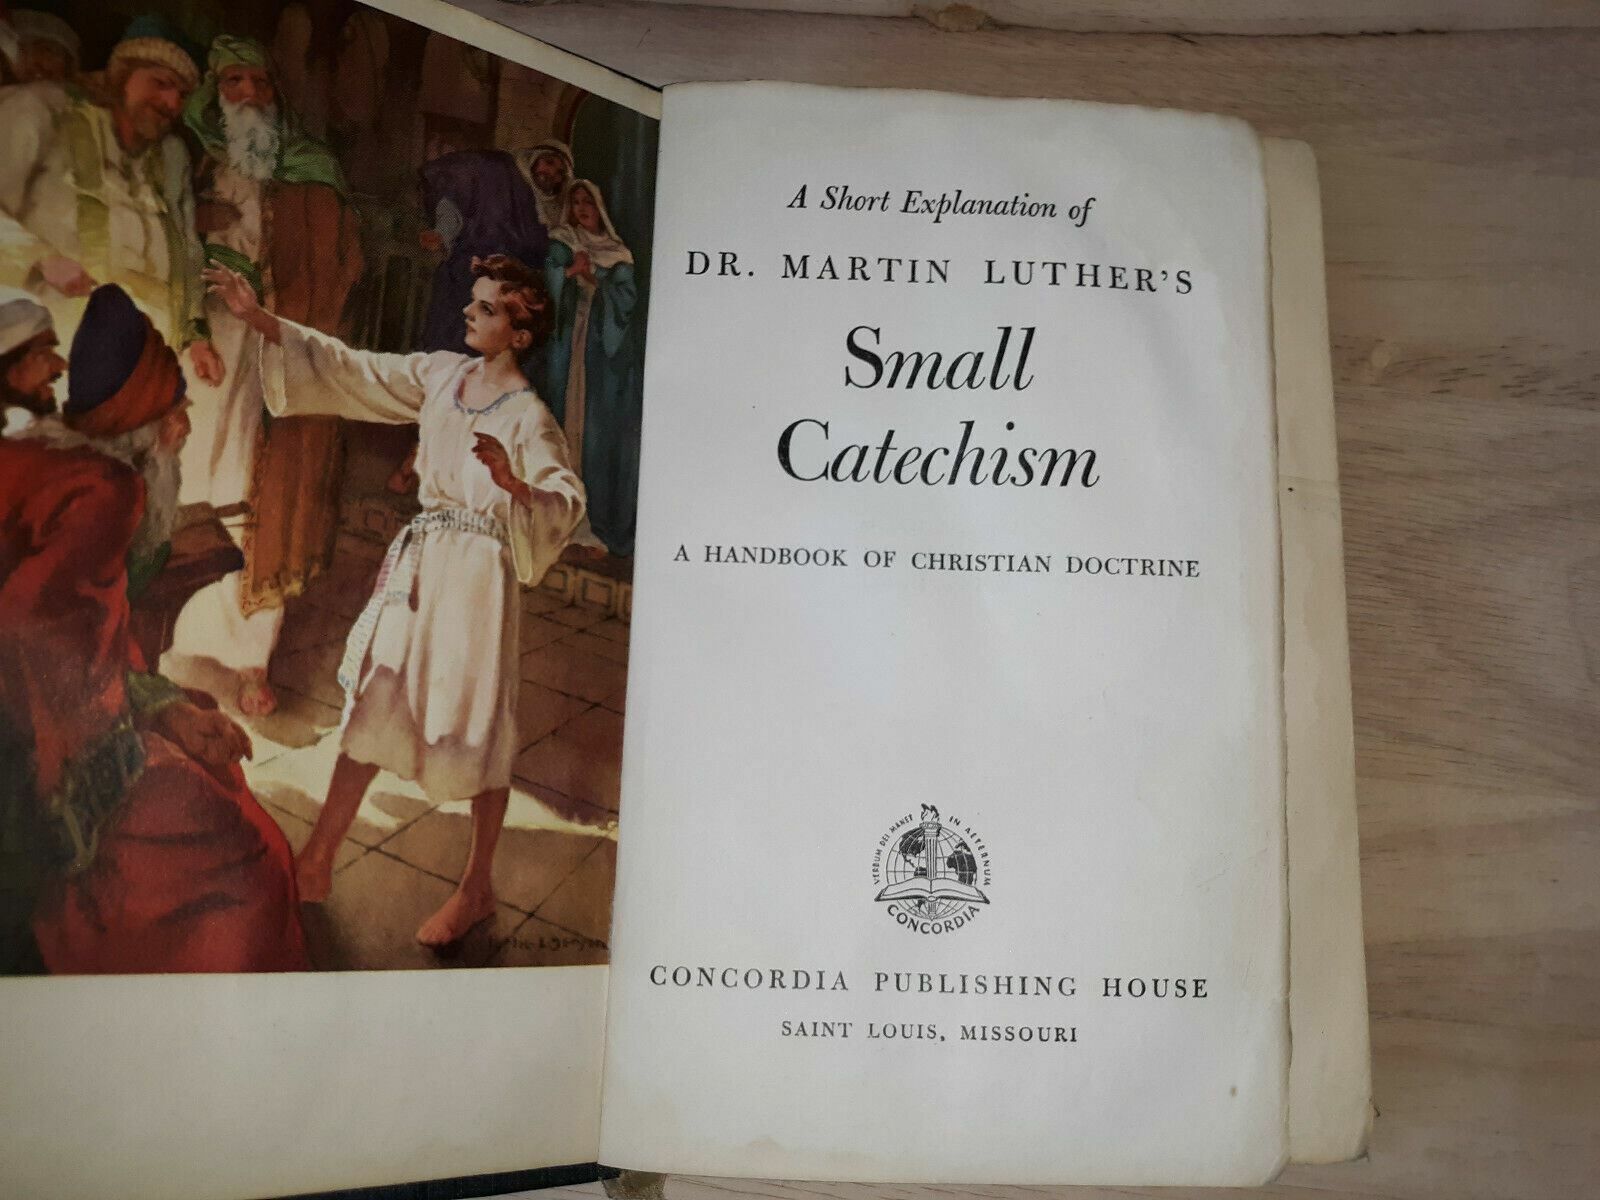 A Short Explanation of
DR. MARTIN LUTHER'S
Small
Catechism
A HANDBOOK OF CHRISTIAN DOCTRINE
VERBUM DEI MANET IN AETERNUM
CONCORDIA
CONCORDIA PUBLISHING HOUSE
SAINT LOUIS, MISSOURI